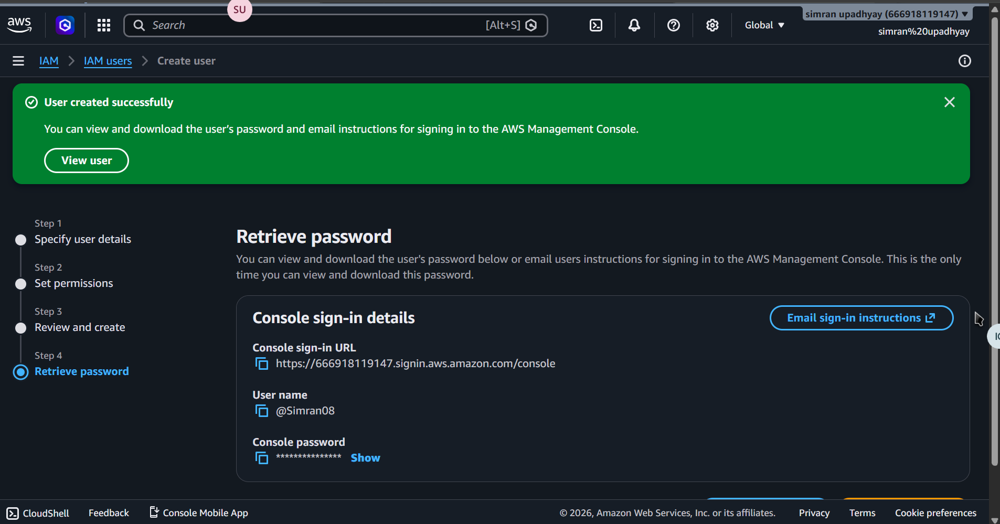 SU
simran upadhyay (666918119147)
aws
Search
[Alt+S]
Global
simran%20upadhyay
IAM
IAM users
Create user
User created successfully
You can view and download the user's password and email instructions for signing in to the AWS Management Console.
View user
Step 1
Specify user details
Step 2
Set permissions
Step 3
Review and create
Step 4
Retrieve password
Retrieve password
You can view and download the user's password below or email users instructions for signing in to the AWS Management Console. This is the only
time you can view and download this password.
Console sign-in details
Email sign-in instructions
Console sign-in URL
https://666918119147.signin.aws.amazon.com/console
User name
@Simran08
Console password
*************** Show
CloudShell
Feedback
Console Mobile App
© 2026, Amazon Web Services, Inc. or its affiliates.
Privacy
Terms
Cookie preferences